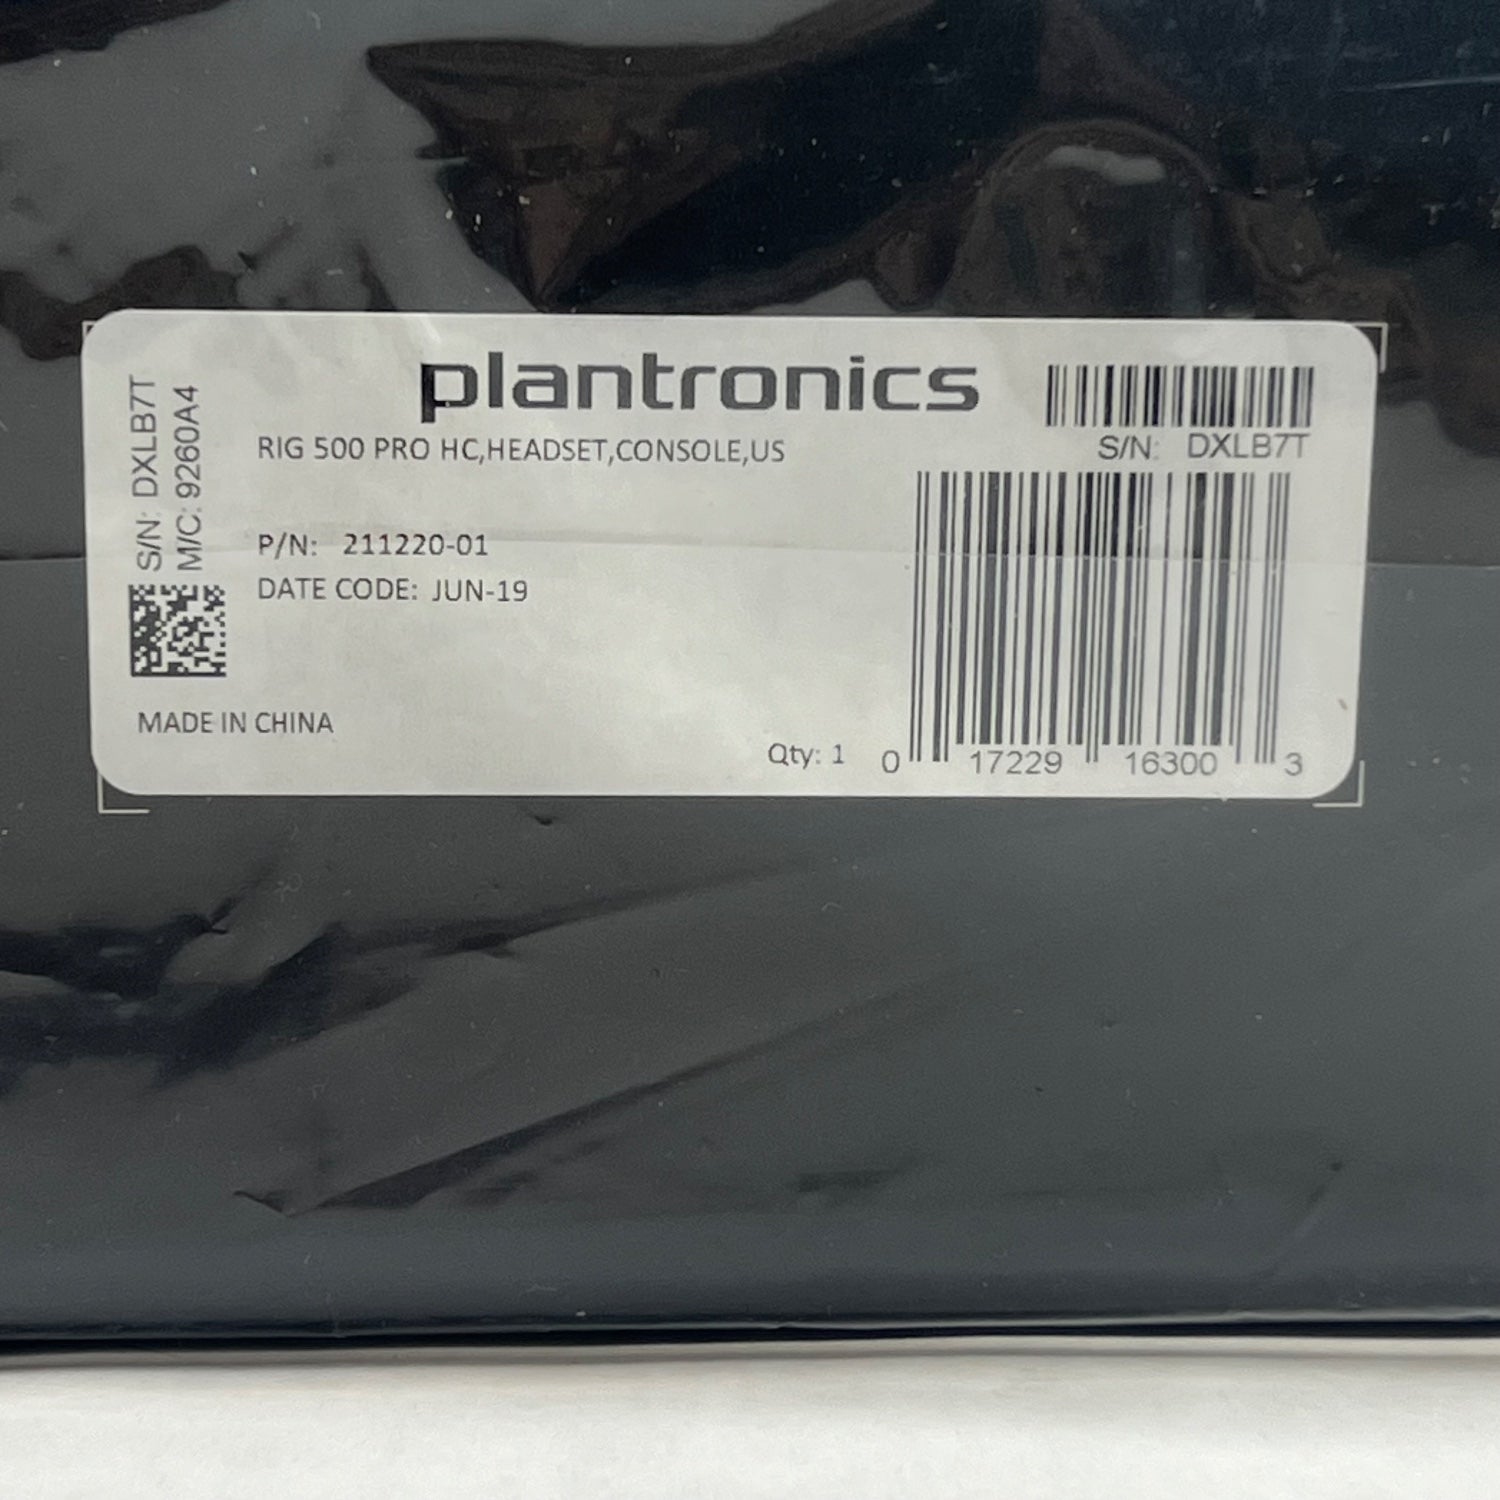 plantronics
RIG 500 PRO HC,HEADSET,CONSOLE,US
S/N: DXLB7T
S/N: DXLB7T
M/C: 9260A4
P/N: 211220-01
DATE CODE: JUN-19
MADE IN CHINA
Qty: 1
0 17229 16300 3